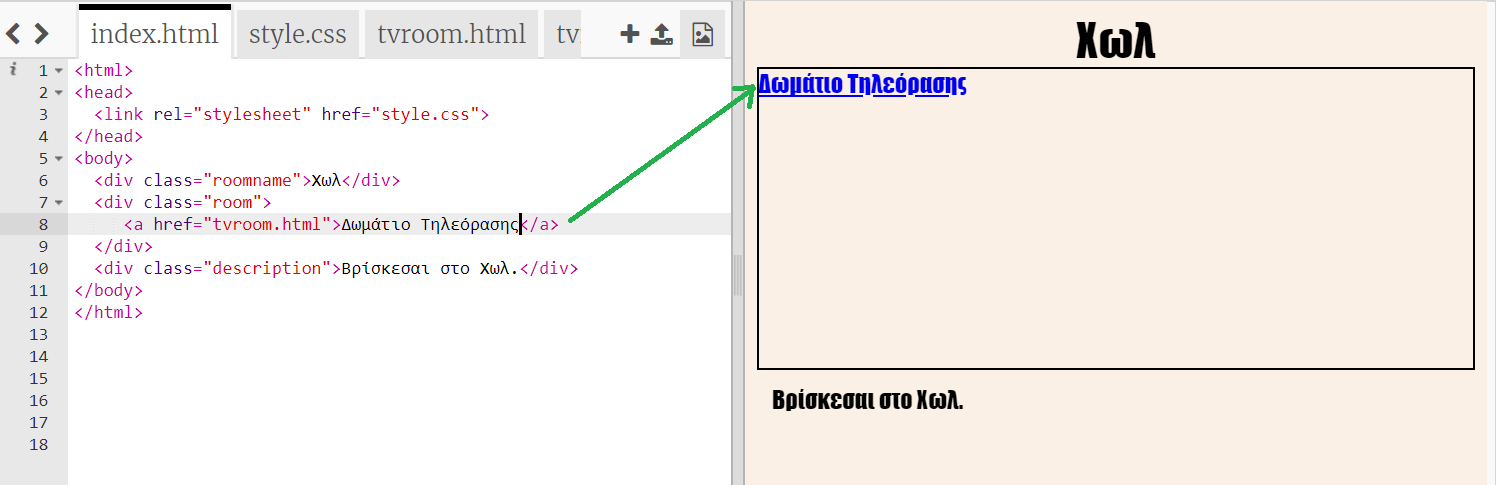 index.html style.css tvroom.html tv
1 <html>
2 <head>
3 <link rel="stylesheet" href="style.css">
4 </head>
5 <body>
6 <div class="roomname">Χωλ</div>
7 <div class="room">
8 <a href="tvroom.html">Δωμάτιο Τηλεόρασης</a>
9 </div>
10 <div class="description">Βρίσκεσαι στο Χωλ.</div>
11 </body>
12 </html>
13
14
15
16
17
18
Χωλ
Δωμάτιο Τηλεόρασης
Βρίσκεσαι στο Χωλ.